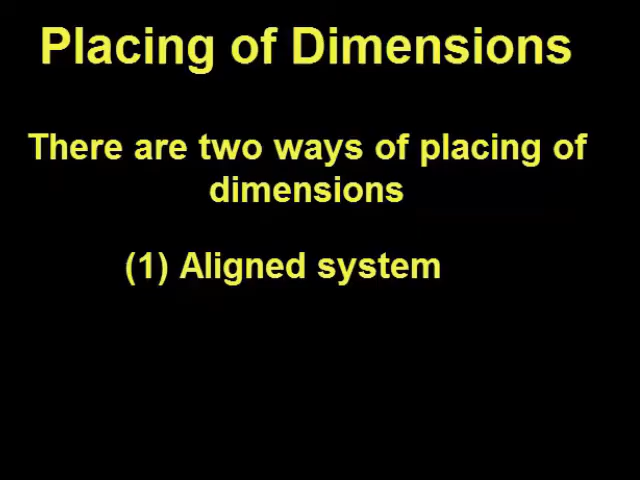 Placing of Dimensions
There are two ways of placing of
dimensions
(1) Aligned system